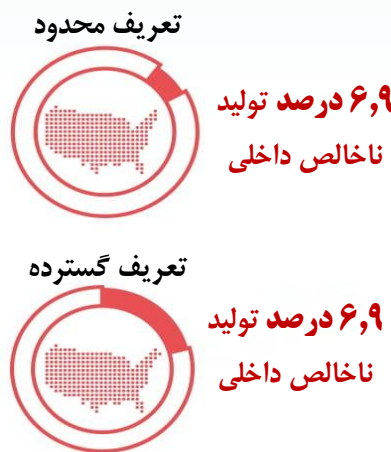 تعریف محدود
۶,۹ درصد تولید
ناخالص داخلی
تعریف گسترده
۶,۹ درصد تولید
ناخالص داخلی